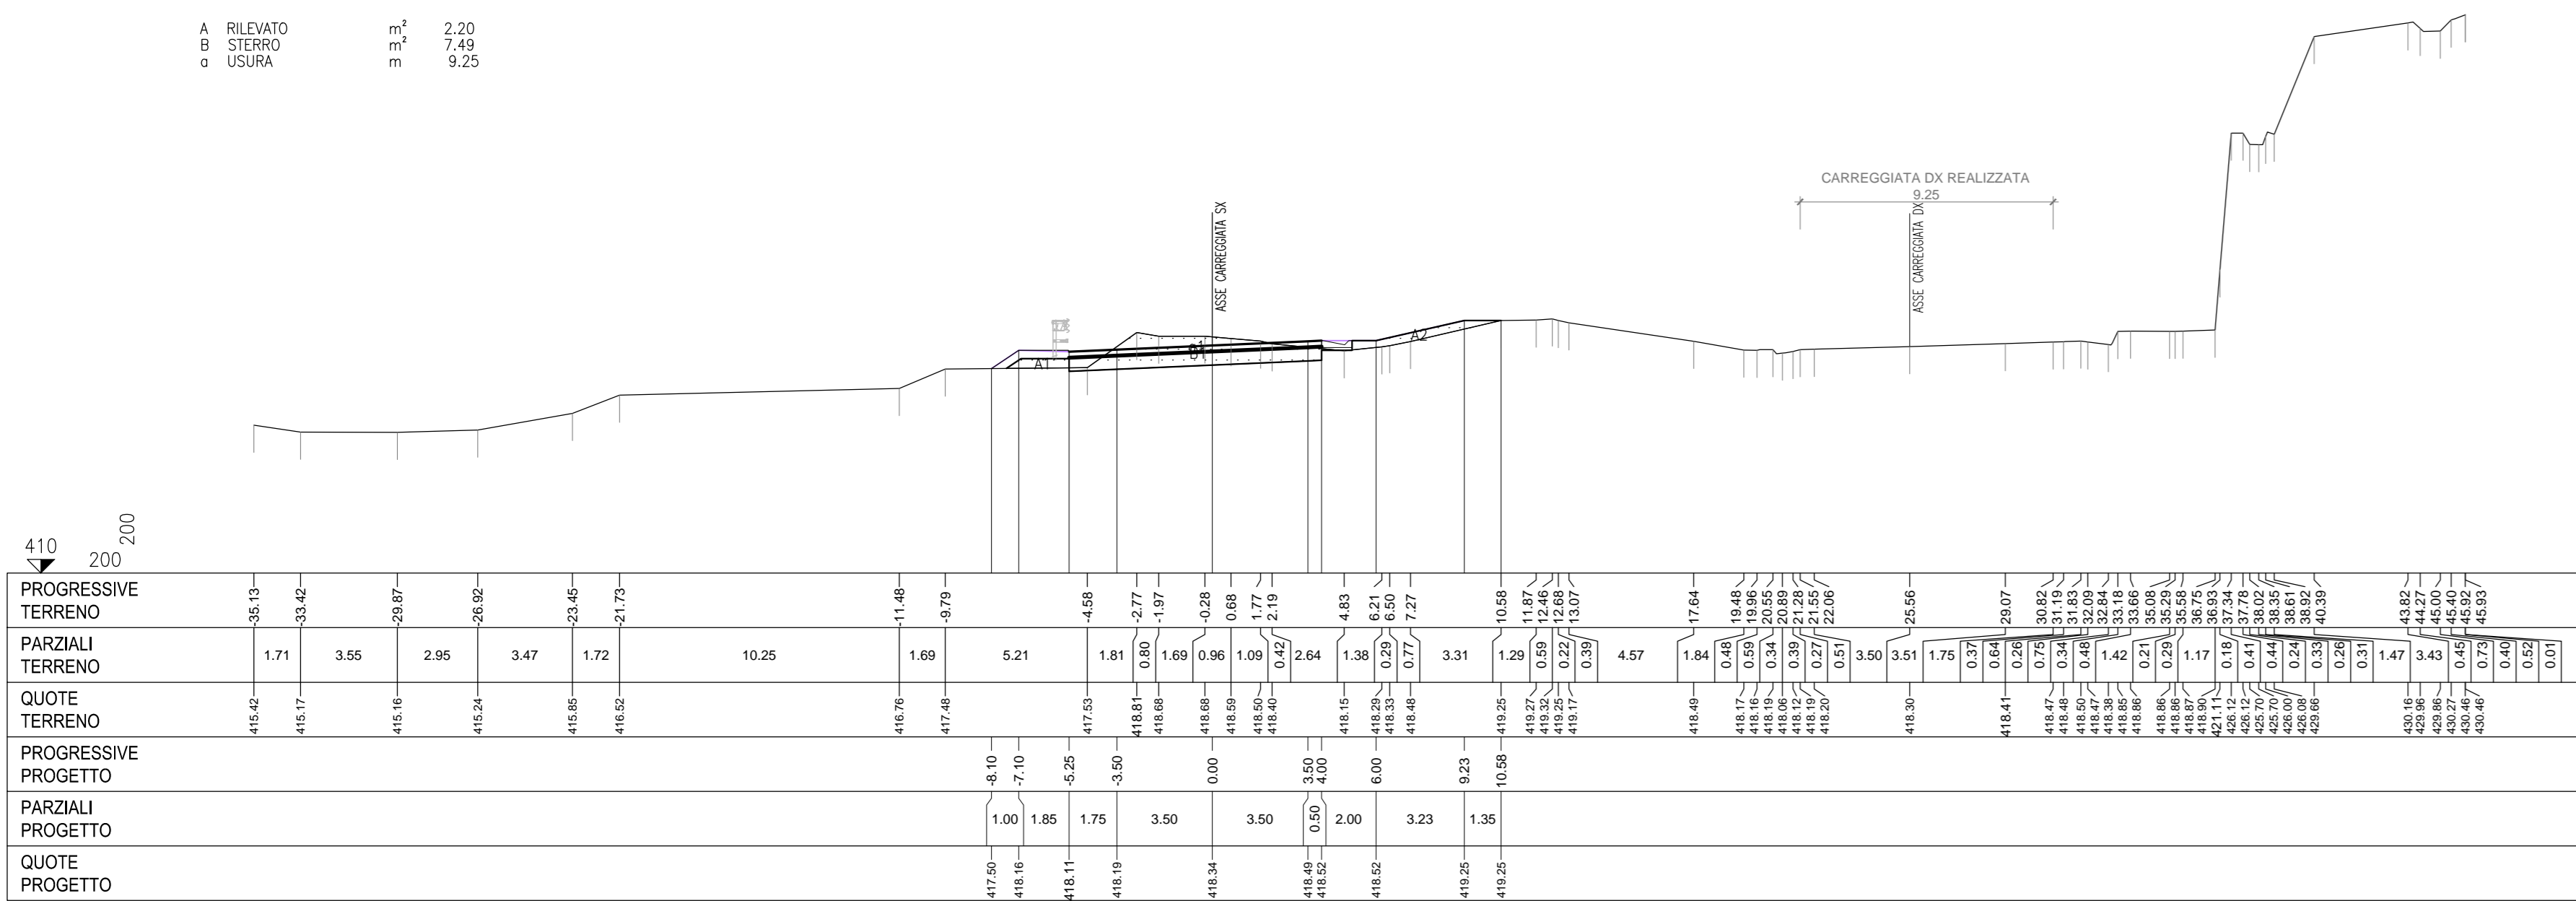 A RILEVATO m² 2.20
B STERRO m² 7.49
a USURA m 9.25
CARREGGIATA DX REALIZZATA
9.25
ASSE CARREGGIATA SX
ASSE CARREGGIATA DX
A1
B1
A2
410
200
200
PROGRESSIVE TERRENO
-35.13 -33.42 -29.87 -26.92 -23.45 -21.73 -11.48 -9.79 -4.58 -2.77 -1.97 -0.28 0.68 1.77 2.19 4.83 6.21 6.50 7.27 10.58 11.87 12.46 12.68 13.07 17.64 19.48 19.96 20.55 20.89 21.28 21.55 22.06 25.56 29.07 30.82 31.19 31.83 32.09 32.84 33.18 33.66 35.08 35.29 35.58 36.75 36.93 37.34 37.78 38.02 38.35 38.61 38.92 40.39 43.82 44.27 45.00 45.40 45.92 45.93
PARZIALI TERRENO
1.71 3.55 2.95 3.47 1.72 10.25 1.69 5.21 1.81 0.80 1.69 0.96 1.09 0.42 2.64 1.38 0.29 0.77 3.31 1.29 0.59 0.22 0.39 4.57 1.84 0.48 0.59 0.34 0.39 0.27 0.51 3.50 3.51 1.75 0.37 0.64 0.26 0.75 0.34 0.48 1.42 0.21 0.29 1.17 0.18 0.41 0.44 0.24 0.33 0.26 0.31 1.47 3.43 0.45 0.73 0.40 0.52 0.01
QUOTE TERRENO
415.42 415.17 415.16 415.24 415.85 416.52 416.76 417.48 417.53 418.81 418.68 418.68 418.59 418.50 418.40 418.15 418.29 418.33 418.48 419.25 419.27 419.32 419.25 419.17 418.49 418.17 418.16 418.19 418.06 418.12 418.19 418.20 418.30 418.41 418.47 418.48 418.50 418.47 418.38 418.85 418.86 418.86 418.86 418.87 418.90 421.11 426.12 426.12 425.70 425.70 426.00 426.08 429.66 430.16 429.96 429.86 430.27 430.46 430.46
PROGRESSIVE PROGETTO
-8.10 -7.10 -5.25 -3.50 0.00 3.50 4.00 6.00 9.23 10.58
PARZIALI PROGETTO
1.00 1.85 1.75 3.50 3.50 0.50 2.00 3.23 1.35
QUOTE PROGETTO
417.50 418.16 418.11 418.19 418.34 418.49 418.52 418.52 419.25 419.25